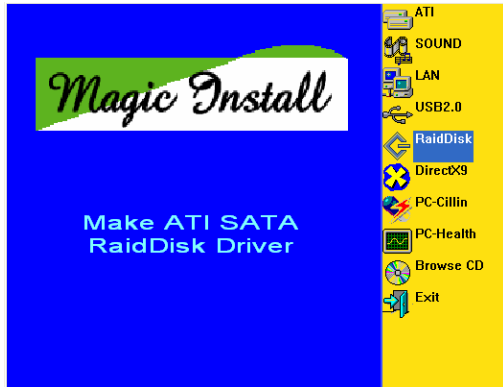 Magic Install
Make ATI SATA
RaidDisk Driver
ATI
SOUND
LAN
USB2.0
RaidDisk
DirectX9
PC-Cillin
PC-Health
Browse CD
Exit